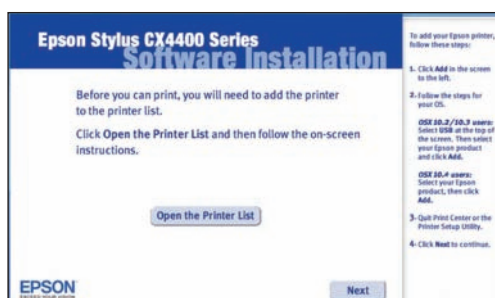 Epson Stylus CX4400 Series
Software Installation
Before you can print, you will need to add the printer
to the printer list.
Click Open the Printer List and then follow the on-screen
instructions.
Open the Printer List
EPSON
Next
To add your Epson printer,
follow these steps:
1. Click Add in the screen
to the left.
2. Follow the steps for
your OS.
OSX 10.2/10.3 users:
Select USB at the top of
the screen. Then select
your Epson product
and click Add.
OSX 10.4 users:
Select your Epson
product, then click
Add.
3. Quit Print Center or the
Printer Setup Utility.
4. Click Next to continue.